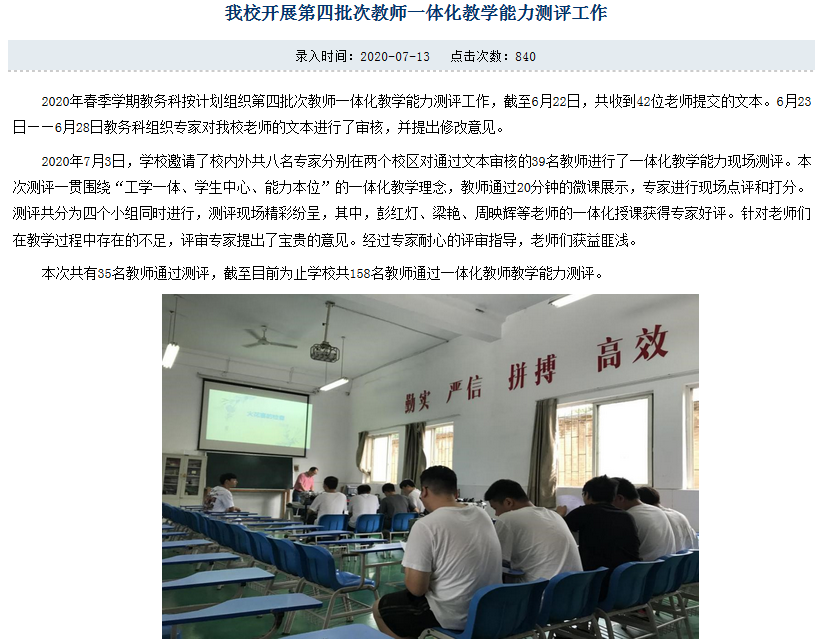 我校开展第四批次教师一体化教学能力测评工作
录入时间：2020-07-13 点击次数：840
2020年春季学期教务科按计划组织第四批次教师一体化教学能力测评工作，截至6月22日，共收到42位老师提交的文本。6月23
日——6月28日教务科组织专家对我校老师的文本进行了审核，并提出修改意见。
2020年7月3日，学校邀请了校内外共八名专家分别在两个校区对通过文本审核的39名教师进行了一体化教学能力现场测评。本
次测评一贯围绕“工学一体、学生中心、能力本位”的一体化教学理念，教师通过20分钟的微课展示，专家进行现场点评和打分。
测评共分为四个小组同时进行，测评现场精彩纷呈，其中，彭红灯、梁艳、周映辉等老师的一体化授课获得专家好评。针对老师们
在教学过程中存在的不足，评审专家提出了宝贵的意见。经过专家耐心的评审指导，老师们获益匪浅。
本次共有35名教师通过测评，截至目前为止学校共158名教师通过一体化教师教学能力测评。
勤实 严信 拼搏 高效